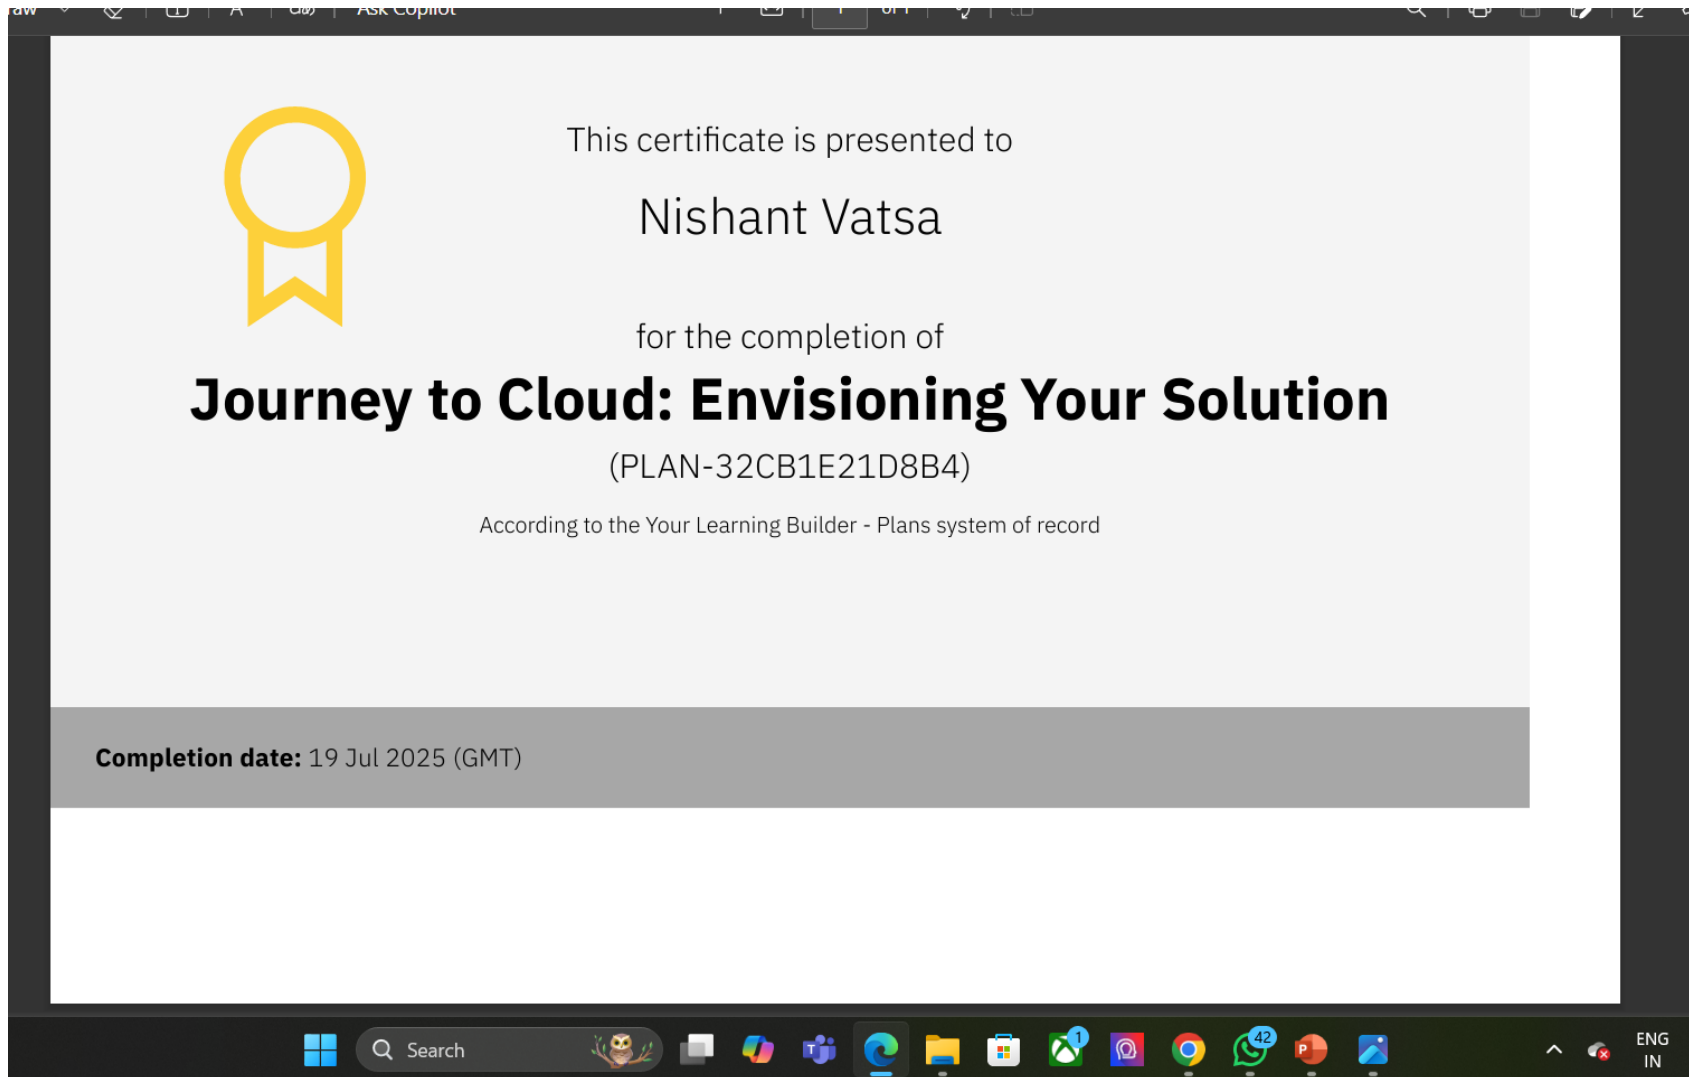 Ask Copilot
This certificate is presented to
Nishant Vatsa
for the completion of
Journey to Cloud: Envisioning Your Solution
(PLAN-32CB1E21D8B4)
According to the Your Learning Builder - Plans system of record
Completion date: 19 Jul 2025 (GMT)
Search
1
42
ENG
IN